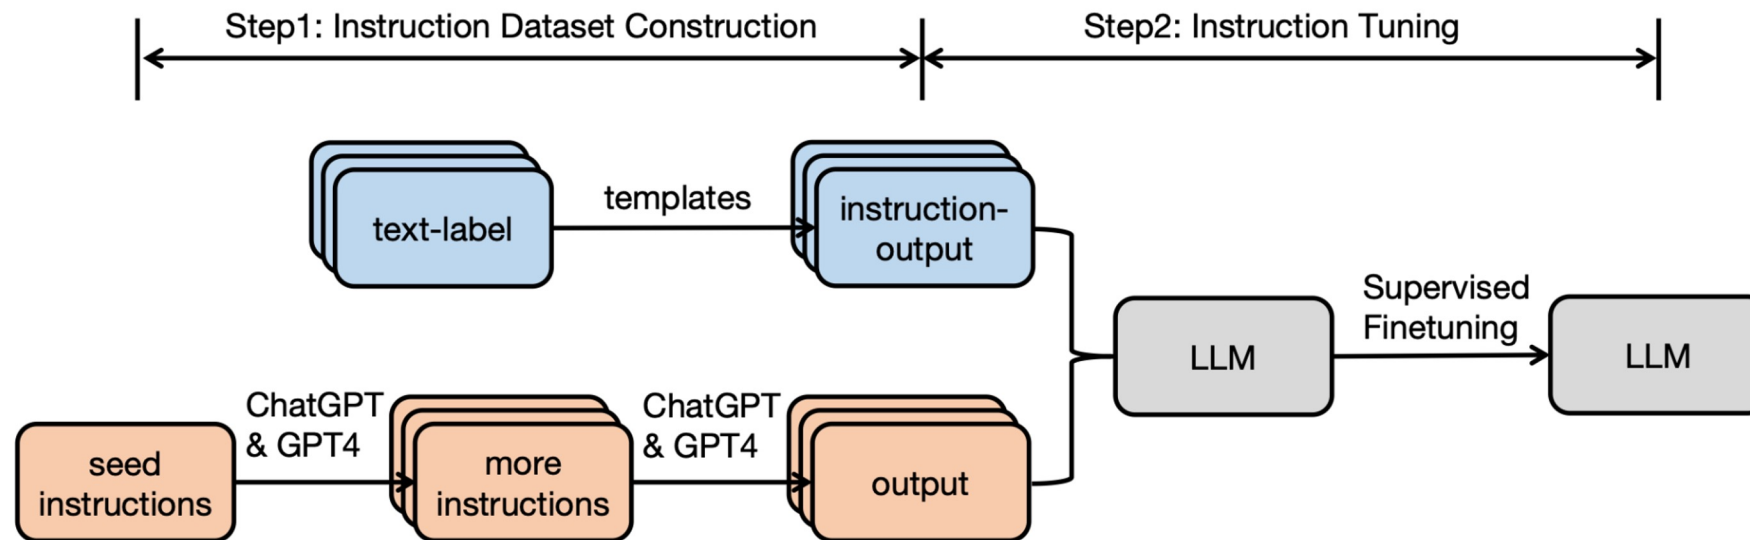 Step1: Instruction Dataset Construction
Step2: Instruction Tuning
text-label
templates
instruction-
output
seed
instructions
ChatGPT
& GPT4
more
instructions
ChatGPT
& GPT4
output
LLM
Supervised
Finetuning
LLM